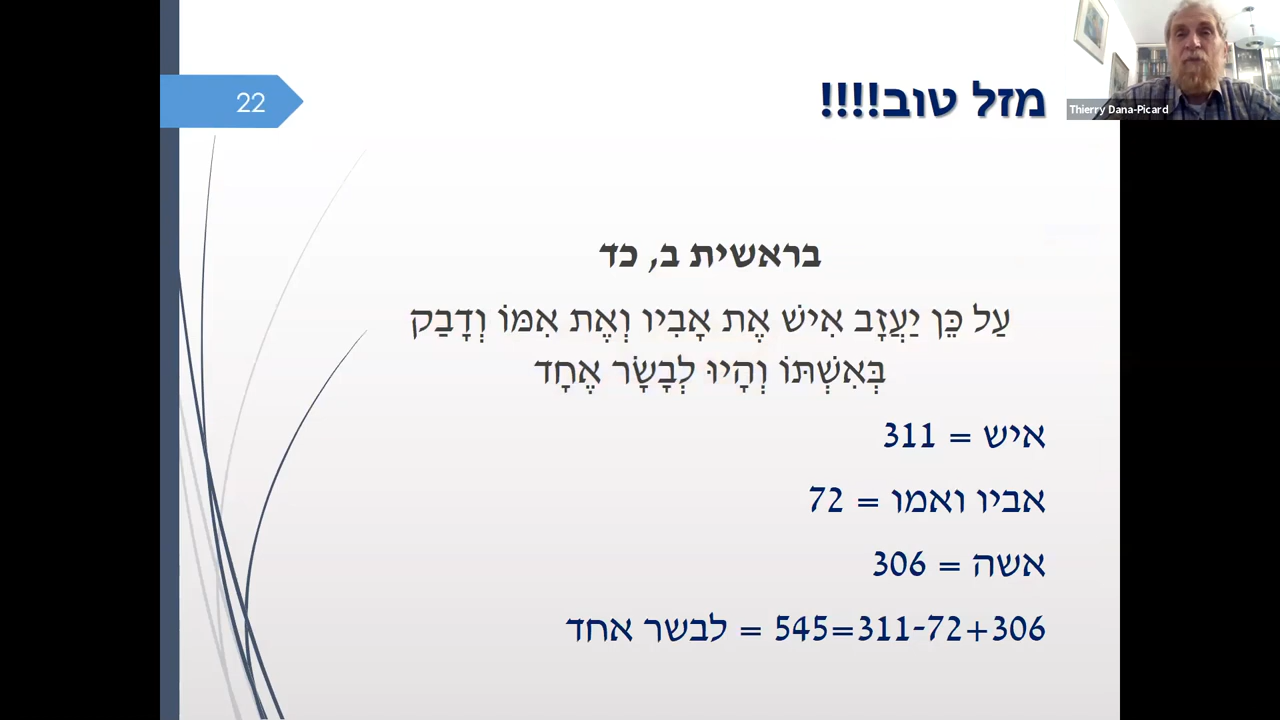 22
מזל טוב!!!!
Thierry Dana-Picard
בראשית ב, כד
עַל כֵּן יַעֲזָב אִישׁ אֶת אָבִיו וְאֶת אִמּוֹ וְדָבַק
בְּאִשְׁתּוֹ וְהָיוּ לְבָשָׂר אֶחָד
איש = 311
אביו ואמו = 72
אשה = 306
311-72+306=545 = לבשר אחד